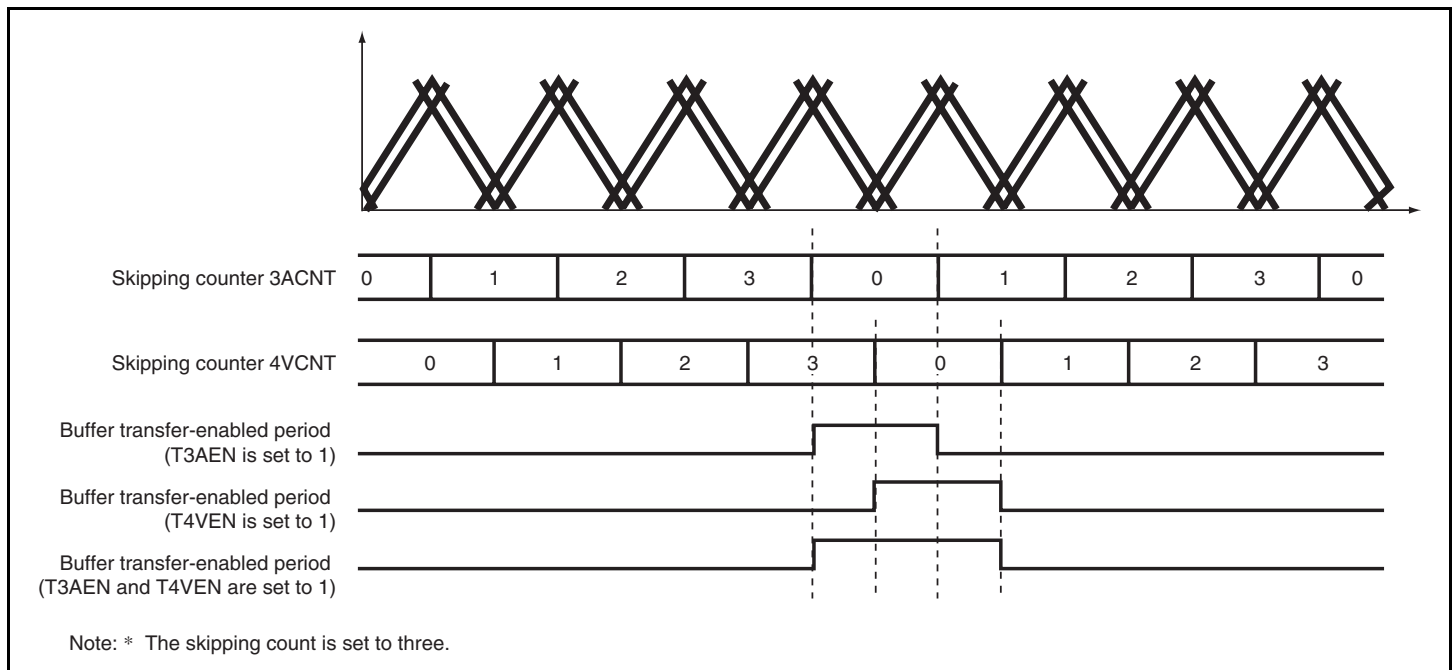 Skipping counter 3ACNT 0 1 2 3 0 1 2 3 0
Skipping counter 4VCNT 0 1 2 3 0 1 2 3
Buffer transfer-enabled period
(T3AEN is set to 1)
Buffer transfer-enabled period
(T4VEN is set to 1)
Buffer transfer-enabled period
(T3AEN and T4VEN are set to 1)
Note: * The skipping count is set to three.